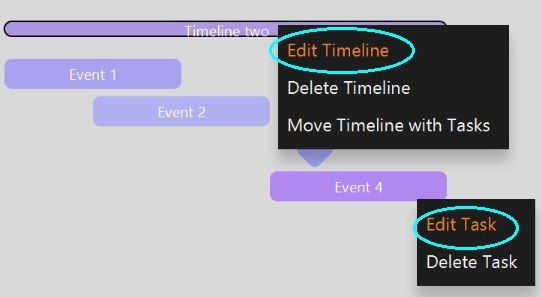 Timeline two
Edit Timeline
Event 1
Delete Timeline
Event 2
Move Timeline with Tasks
Event 4
Edit Task
Delete Task